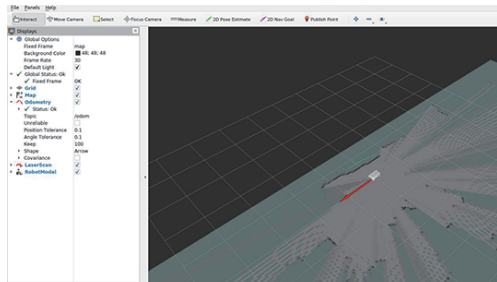 File Panels Help
Interact Move Camera Select Focus Camera Measure 2D Pose Estimate 2D Nav Goal Publish Point
Displays
Global Options
Fixed Frame map
Background Color 48; 48; 48
Frame Rate 30
Default Light
Global Status: Ok
Fixed Frame OK
Grid
Map
Odometry
Status: Ok
Topic /odom
Unreliable
Position Tolerance 0.1
Angle Tolerance 0.1
Keep 100
Shape Arrow
Covariance
LaserScan
RobotModel